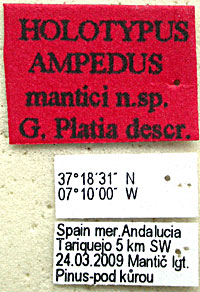 HOLOTYPUS
AMPEDUS
mantici n.sp.
G. Platia descr.
37°18'31" N
07°10'00" W
Spain mer.Andalucia
Tariquejo 5 km SW
24.03.2009 Mantič lgt.
Pinus-pod kůrou